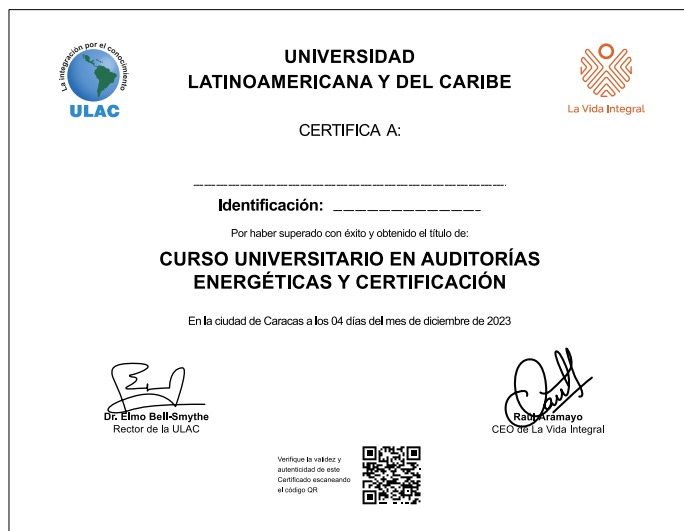 La integración por el conocimiento
ULAC
UNIVERSIDAD
LATINOAMERICANA Y DEL CARIBE
La Vida Integral
CERTIFICA A:
Identificación:
Por haber superado con éxito y obtenido el título de:
CURSO UNIVERSITARIO EN AUDITORÍAS
ENERGÉTICAS Y CERTIFICACIÓN
En la ciudad de Caracas a los 04 días del mes de diciembre de 2023
Dr. Elmo Bell-Smythe
Rector de la ULAC
Raúl Aramayo
CEO de La Vida Integral
Verifique la validez y
autenticidad de este
Certificado escaneando
el código QR